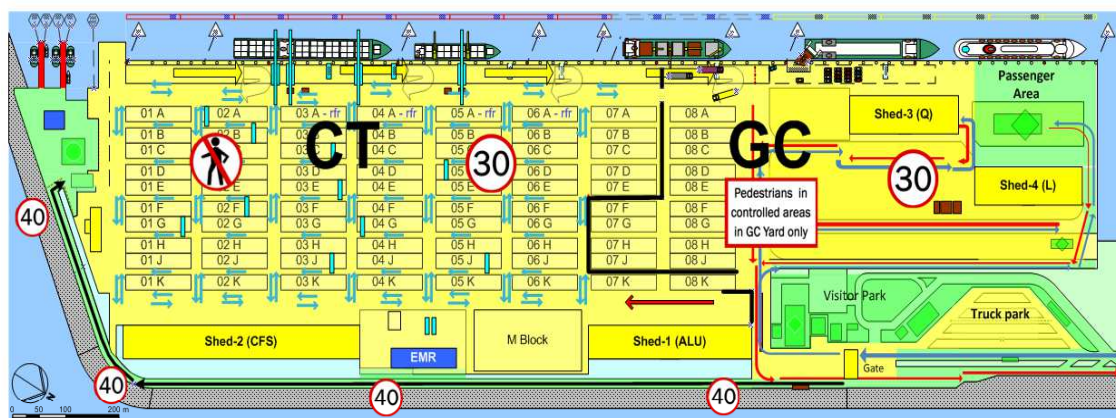 Passenger
Area
Shed-3 (Q)
01 A
02 A
03 A - rfr
04 A - rfr
05 A - rfr
06 A - rfr
07 A
08 A
01 B
02 B
04 B
06 B
07 B
08 B
CT
30
GC
01 C
04 C
06 C
07 C
08 C
01 D
03 D
04 D
06 D
07 D
08 D
30
Shed-4 (L)
01 E
02 E
03 E
04 E
05 E
06 E
07 E
08 E
Pedestrians in
controlled areas
in GC Yard only
40
01 F
02 F
03 F
04 F
05 F
06 F
07 F
08 F
01 G
02 G
03 G
04 G
05 G
06 G
07 G
08 G
01 H
02 H
03 H
04 H
05 H
06 H
07 H
08 H
01 J
02 J
03 J
04 J
05 J
06 J
07 J
08 J
01 K
02 K
03 K
04 K
05 K
06 K
07 K
08 K
Visitor Park
Truck park
Shed-2 (CFS)
EMR
M Block
Shed-1 (ALU)
Gate
N
40
40
40
0 50 100 200 m